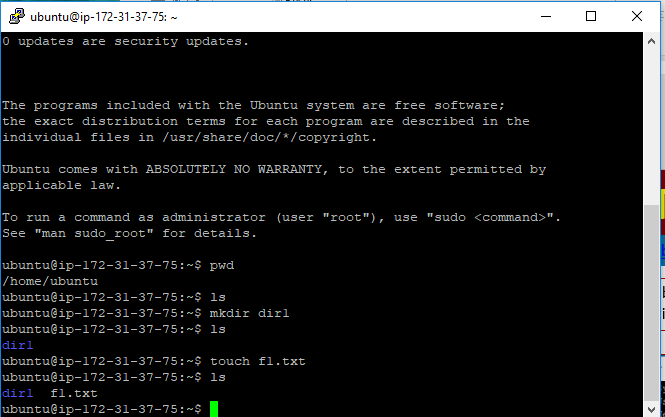 ubuntu@ip-172-31-37-75: ~
0 updates are security updates.
The programs included with the Ubuntu system are free software;
the exact distribution terms for each program are described in the
individual files in /usr/share/doc/*/copyright.
Ubuntu comes with ABSOLUTELY NO WARRANTY, to the extent permitted by
applicable law.
To run a command as administrator (user "root"), use "sudo <command>".
See "man sudo_root" for details.
ubuntu@ip-172-31-37-75:~$ pwd
/home/ubuntu
ubuntu@ip-172-31-37-75:~$ ls
ubuntu@ip-172-31-37-75:~$ mkdir dir1
ubuntu@ip-172-31-37-75:~$ ls
dir1
ubuntu@ip-172-31-37-75:~$ touch f1.txt
ubuntu@ip-172-31-37-75:~$ ls
dir1  f1.txt
ubuntu@ip-172-31-37-75:~$